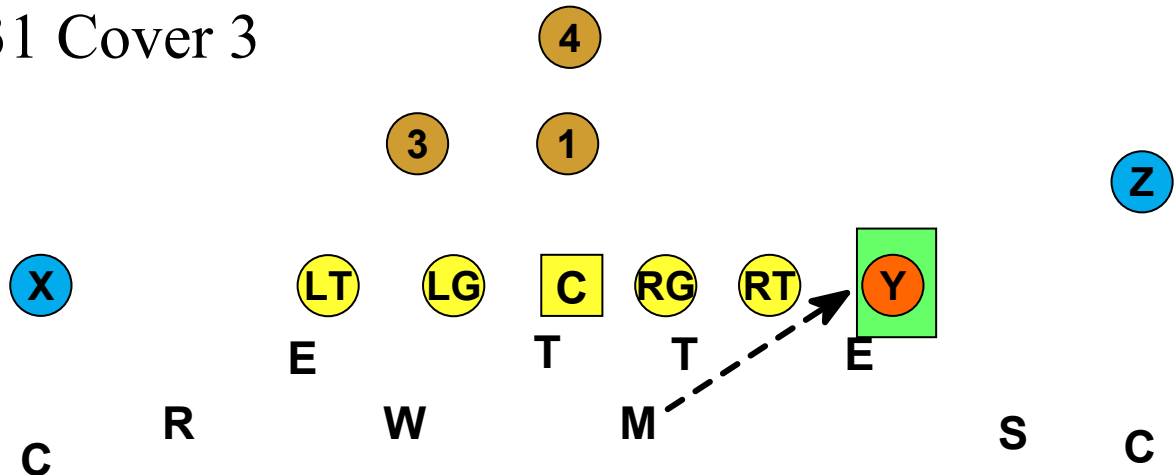 31 Cover 3
4
3 1
Z
X LT LG C RG RT Y
E T T E
R W M S C
C